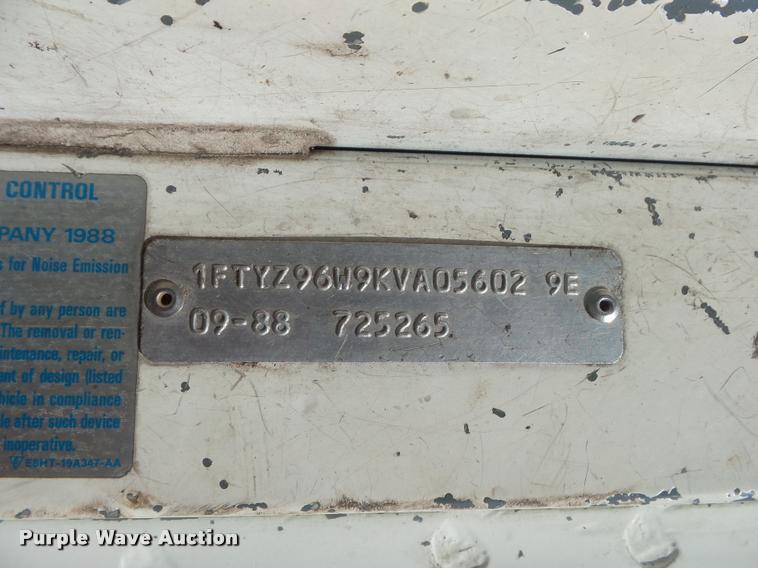 CONTROL
PANY 1988
s for Noise Emission
f by any person are
The removal or ren-
intenance, repair, or
ent of design (listed
hicle in compliance
le after such device
inoperative.
E8HT-19A347-AA
1FTYZ96W9KVA05602 9E
09-88 725265
Purple Wave Auction